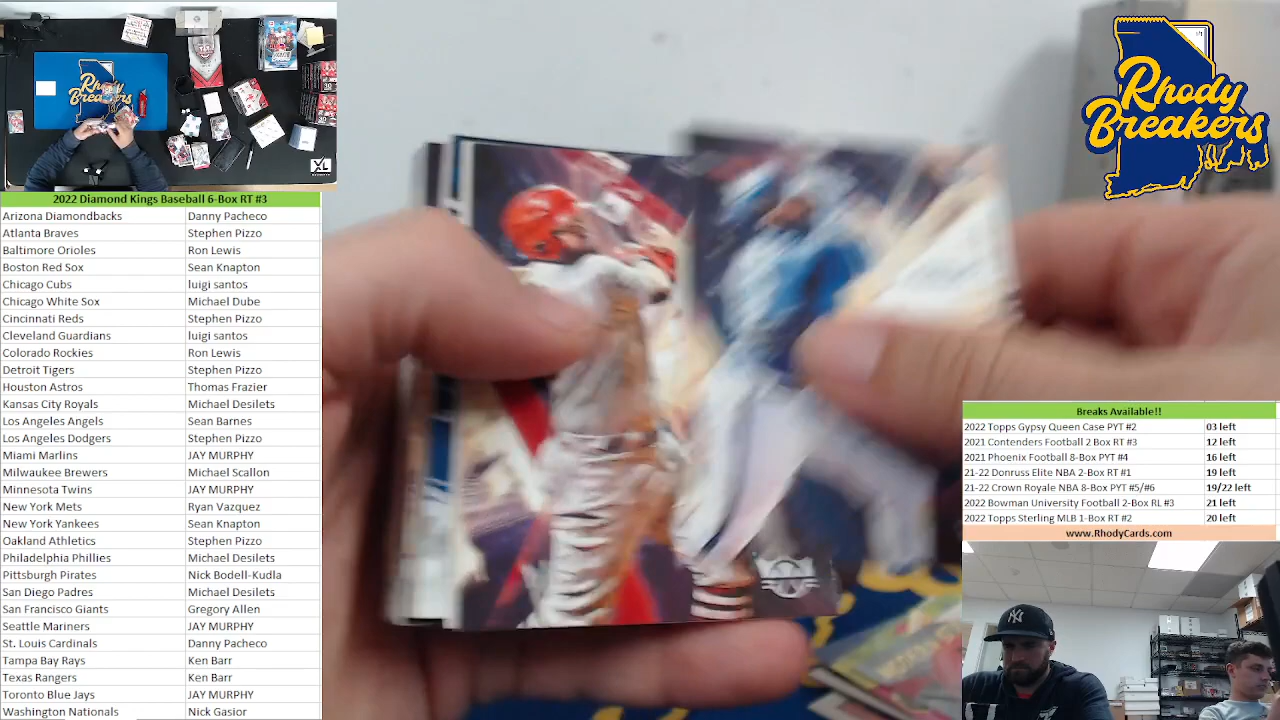 Rhody
Breakers
2022 Diamond Kings Baseball 6-Box RT #3
Arizona Diamondbacks Danny Pacheco
Atlanta Braves Stephen Pizzo
Baltimore Orioles Ron Lewis
Boston Red Sox Sean Knapton
Chicago Cubs luigi santos
Chicago White Sox Michael Dube
Cincinnati Reds Stephen Pizzo
Cleveland Guardians luigi santos
Colorado Rockies Ron Lewis
Detroit Tigers Stephen Pizzo
Houston Astros Thomas Frazier
Kansas City Royals Michael Desilets
Los Angeles Angels Sean Barnes
Los Angeles Dodgers Stephen Pizzo
Miami Marlins JAY MURPHY
Milwaukee Brewers Michael Scallon
Minnesota Twins JAY MURPHY
New York Mets Ryan Vazquez
New York Yankees Sean Knapton
Oakland Athletics Stephen Pizzo
Philadelphia Phillies Michael Desilets
Pittsburgh Pirates Nick Bodell-Kudla
San Diego Padres Michael Desilets
San Francisco Giants Gregory Allen
Seattle Mariners JAY MURPHY
St. Louis Cardinals Danny Pacheco
Tampa Bay Rays Ken Barr
Texas Rangers Ken Barr
Toronto Blue Jays JAY MURPHY
Washington Nationals Nick Gasior
Rhody
Breakers
XL
Breaks Available!!
2022 Topps Gypsy Queen Case PYT #2 03 left
2021 Contenders Football 2 Box RT #3 12 left
2021 Phoenix Football 8-Box PYT #4 16 left
21-22 Donruss Elite NBA 2-Box RT #1 19 left
21-22 Crown Royale NBA 8-Box PYT #5/#6 19/22 left
2022 Bowman University Football 2-Box RL #3 21 left
2022 Topps Sterling MLB 1-Box RT #2 20 left
www.RhodyCards.com